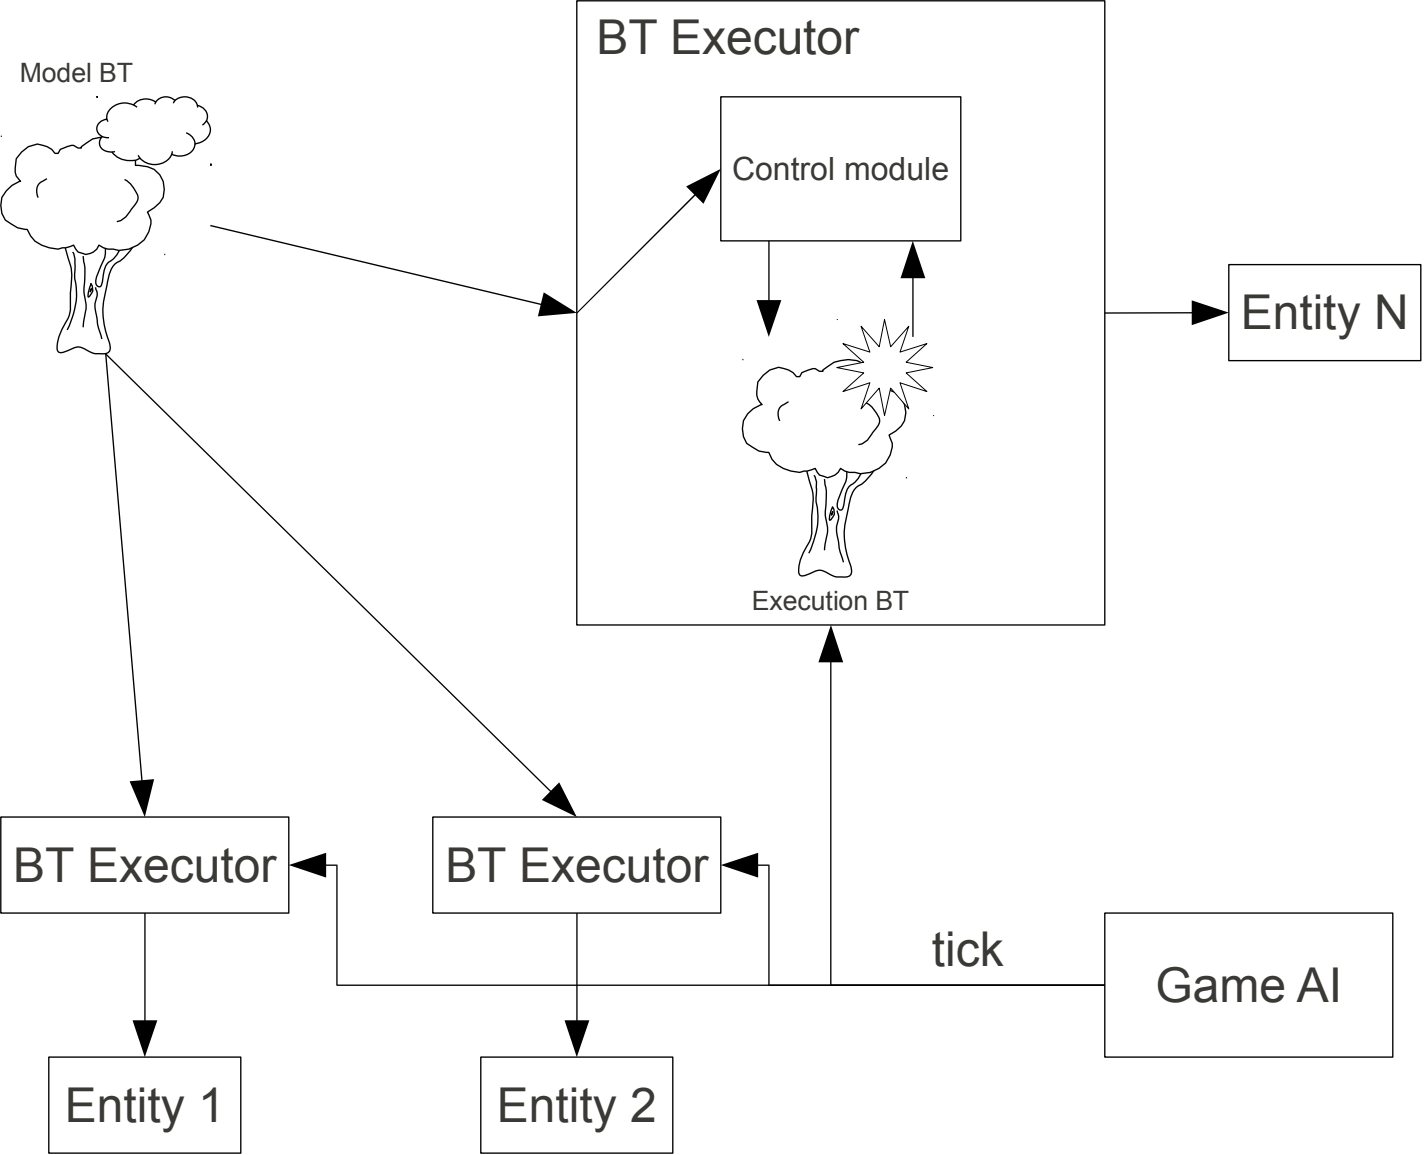 BT Executor
Model BT
Control module
Entity N
Execution BT
BT Executor
BT Executor
tick
Game AI
Entity 1
Entity 2